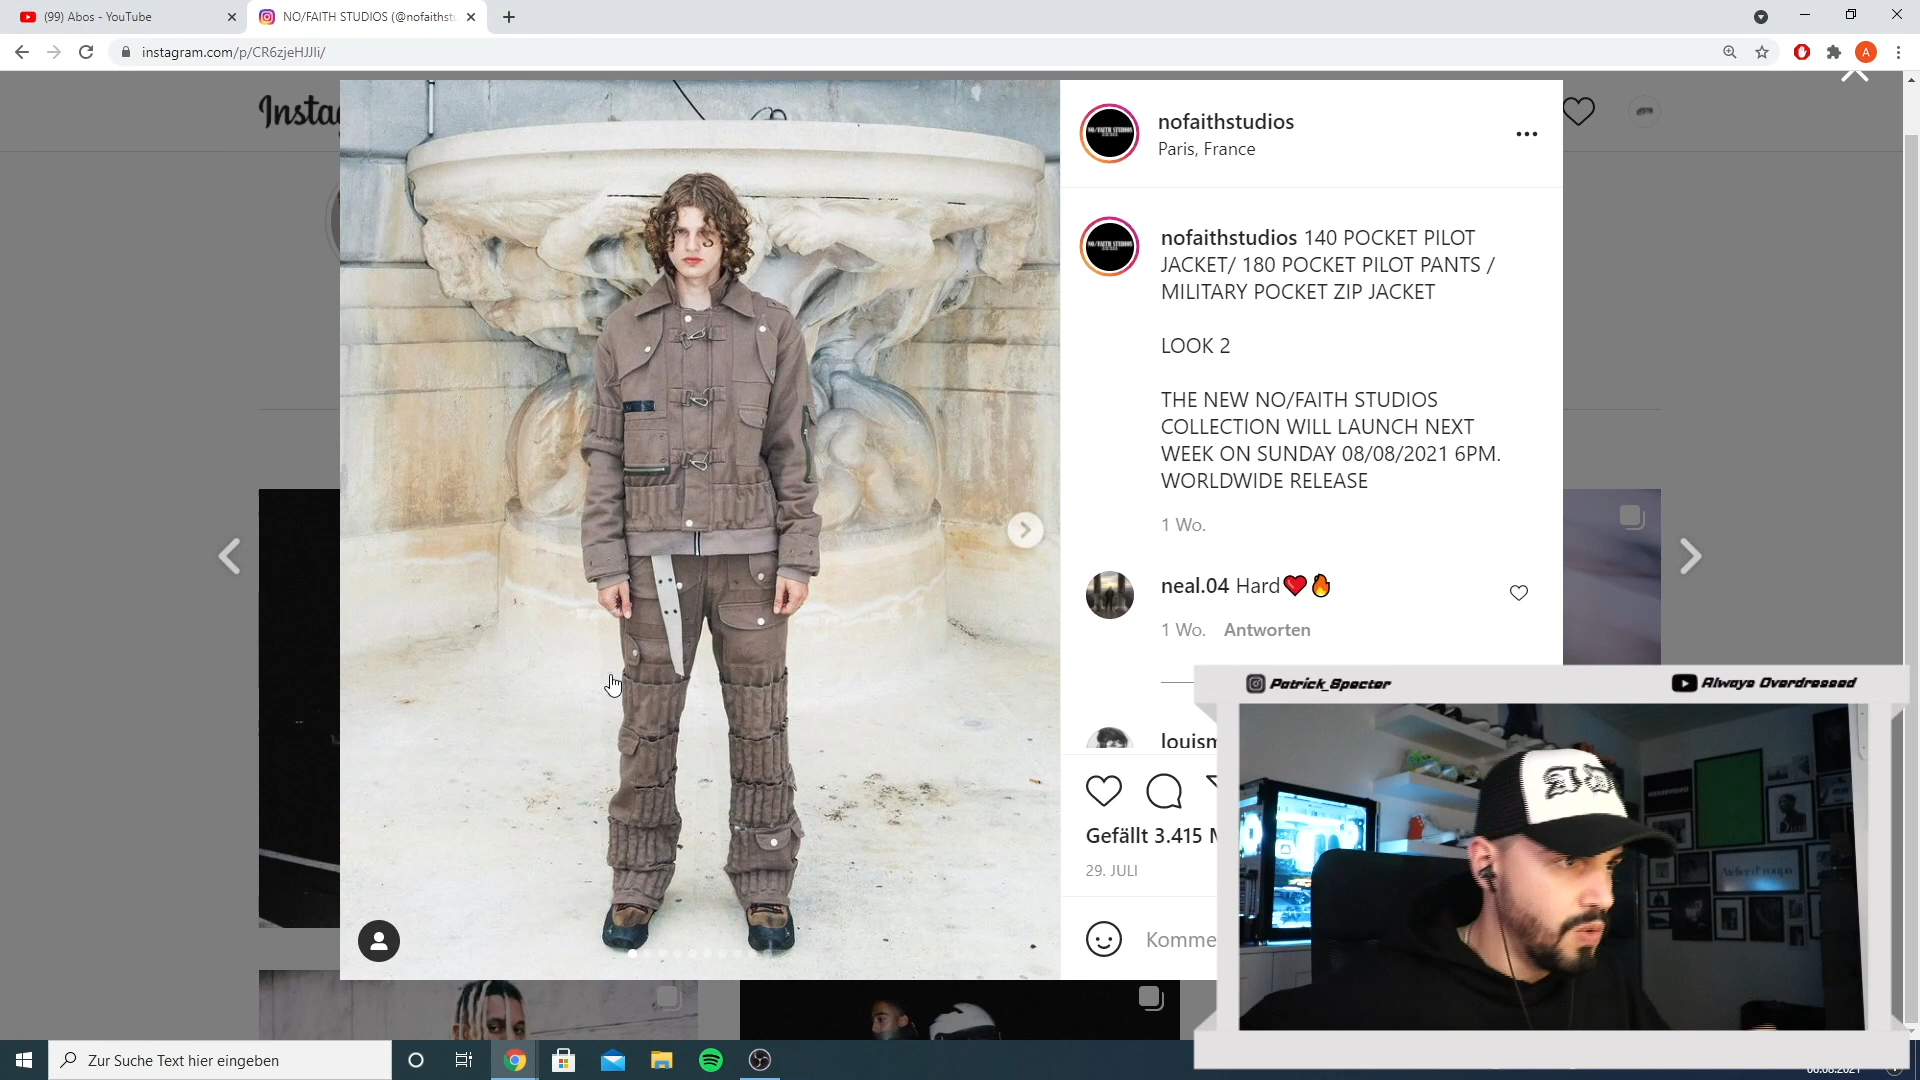 (99) Abos - YouTube
NO/FAITH STUDIOS (@nofaithstu
instagram.com/p/CR6zjeHJJli/
A
Insta
nofaithstudios
Paris, France
nofaithstudios 140 POCKET PILOT
JACKET/ 180 POCKET PILOT PANTS /
MILITARY POCKET ZIP JACKET
LOOK 2
THE NEW NO/FAITH STUDIOS
COLLECTION WILL LAUNCH NEXT
WEEK ON SUNDAY 08/08/2021 6PM.
WORLDWIDE RELEASE
1 Wo.
neal.04 Hard❤️🔥
1 Wo. Antworten
louism
Gefällt 3.415 M
29. JULI
Komme
Patrick_Specter
Always Overdressed
Zur Suche Text hier eingeben